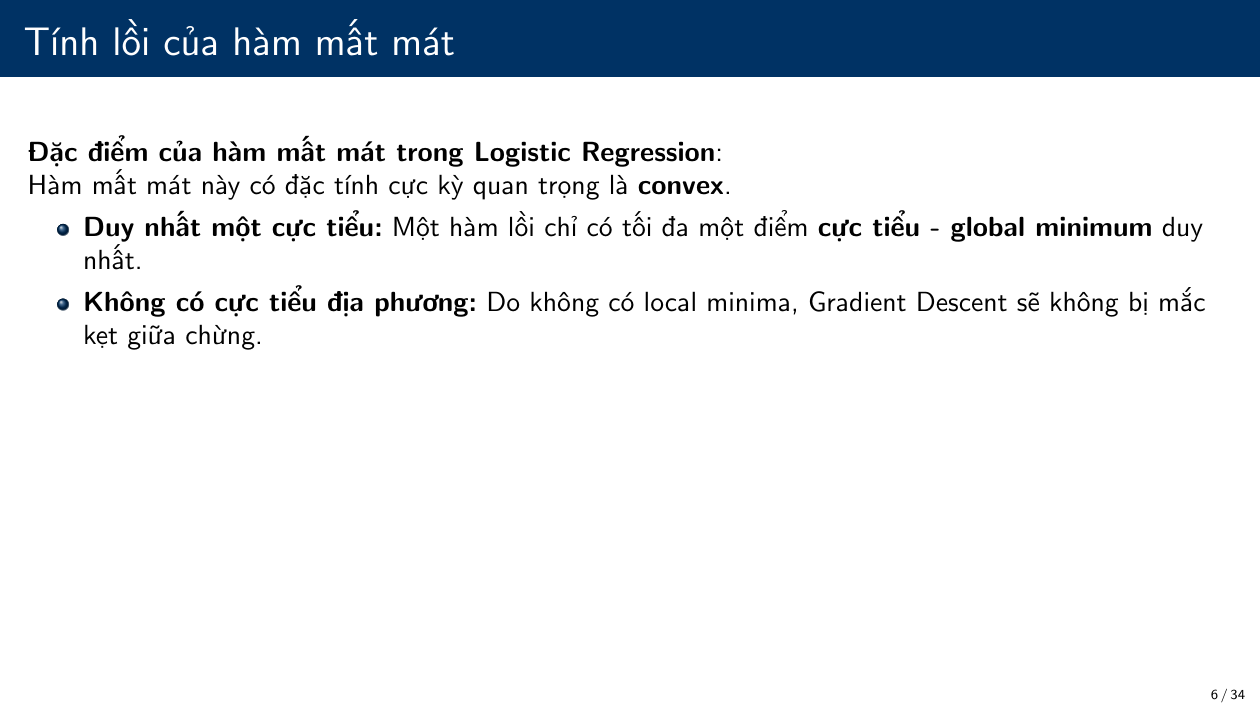 Tính lồi của hàm mất mát
Đặc điểm của hàm mất mát trong Logistic Regression:
Hàm mất mát này có đặc tính cực kỳ quan trọng là convex.
Duy nhất một cực tiểu: Một hàm lồi chỉ có tối đa một điểm cực tiểu - global minimum duy
nhất.
Không có cực tiểu địa phương: Do không có local minima, Gradient Descent sẽ không bị mắc
kẹt giữa chừng.
6 / 34